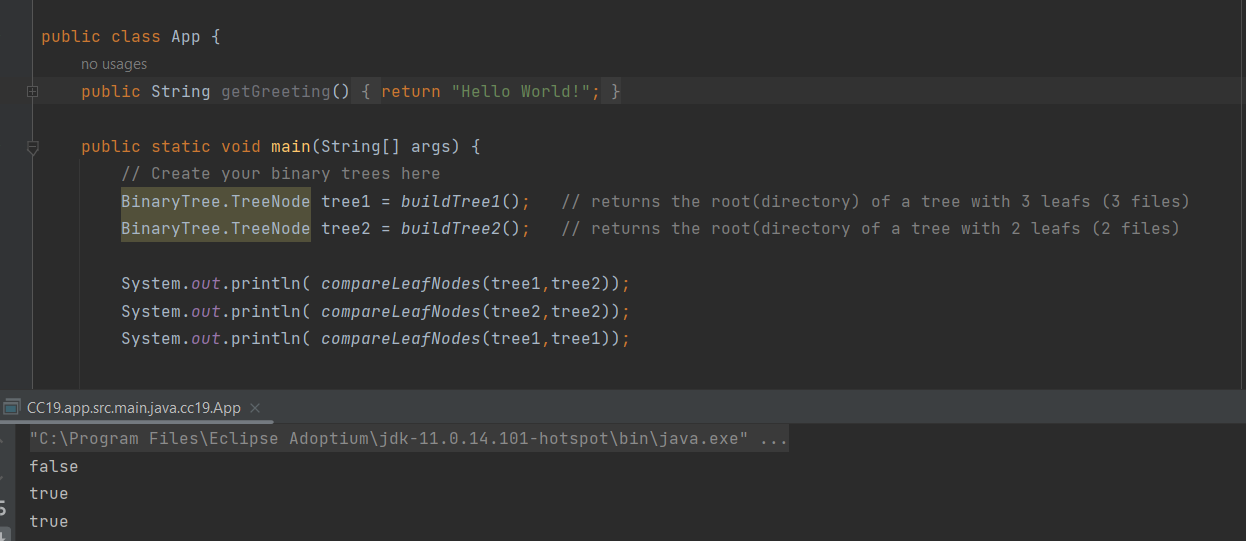 public class App {
no usages
public String getGreeting() { return "Hello World!"; }
public static void main(String[] args) {
// Create your binary trees here
BinaryTree.TreeNode tree1 = buildTree1();   // returns the root(directory) of a tree with 3 leafs (3 files)
BinaryTree.TreeNode tree2 = buildTree2();   // returns the root(directory of a tree with 2 leafs (2 files)
System.out.println( compareLeafNodes(tree1,tree2));
System.out.println( compareLeafNodes(tree2,tree2));
System.out.println( compareLeafNodes(tree1,tree1));
CC19.app.src.main.java.cc19.App ×
"C:\Program Files\Eclipse Adoptium\jdk-11.0.14.101-hotspot\bin\java.exe" ...
false
true
true